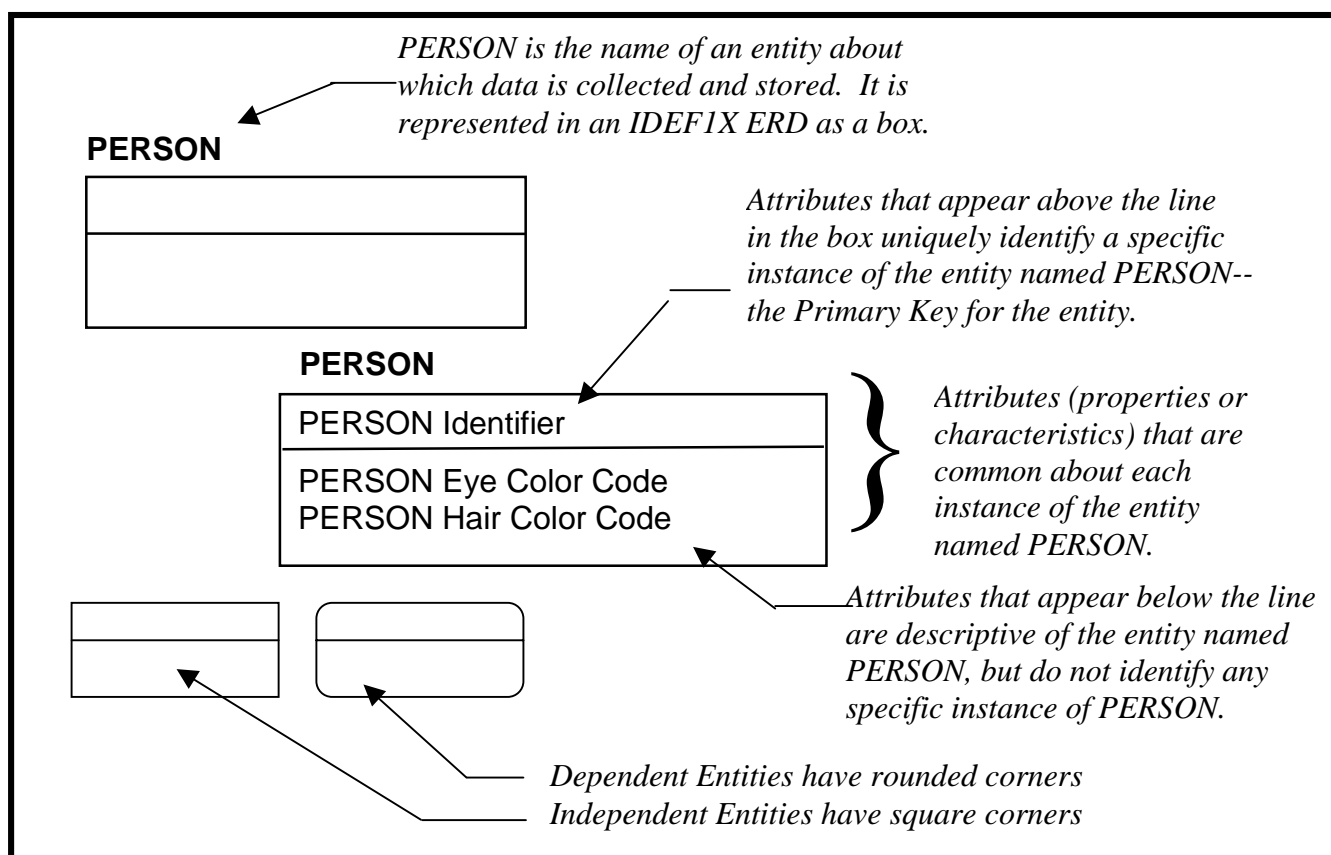 PERSON is the name of an entity about
which data is collected and stored.  It is
represented in an IDEF1X ERD as a box.
PERSON
Attributes that appear above the line
in the box uniquely identify a specific
instance of the entity named PERSON--
the Primary Key for the entity.
PERSON
PERSON Identifier
PERSON Eye Color Code
PERSON Hair Color Code
Attributes (properties or
characteristics) that are
common about each
instance of the entity
named PERSON.
Attributes that appear below the line
are descriptive of the entity named
PERSON, but do not identify any
specific instance of PERSON.
Dependent Entities have rounded corners
Independent Entities have square corners